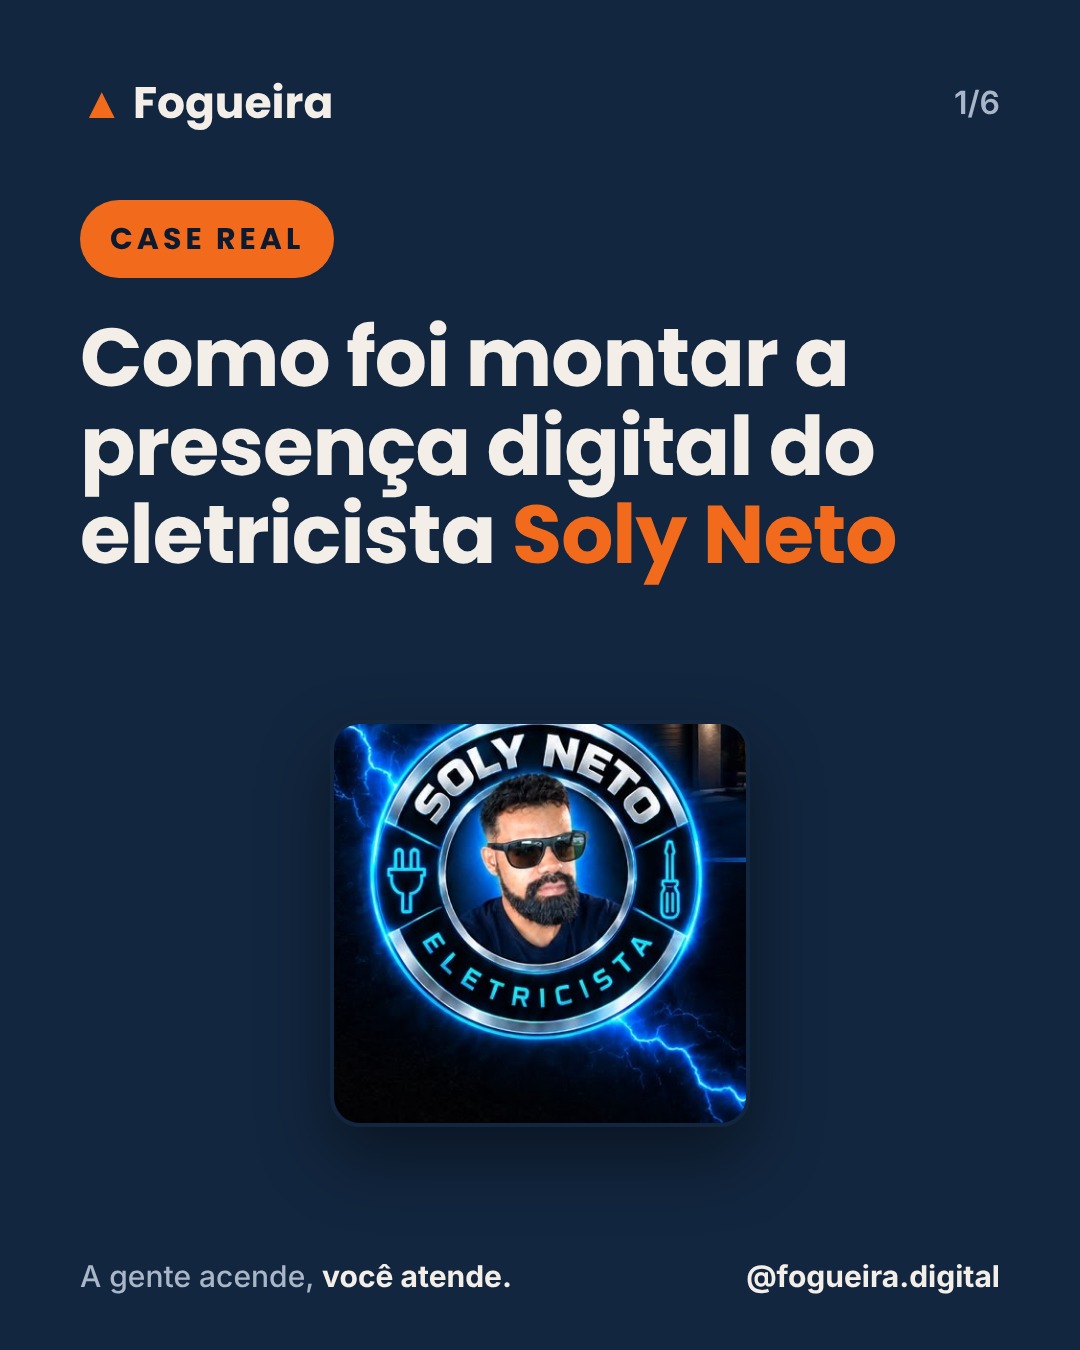 ▲ Fogueira
1/6
CASE REAL
Como foi montar a
presença digital do
eletricista Soly Neto
SOLY NETO
ELETRICISTA
A gente acende, você atende.
@fogueira.digital